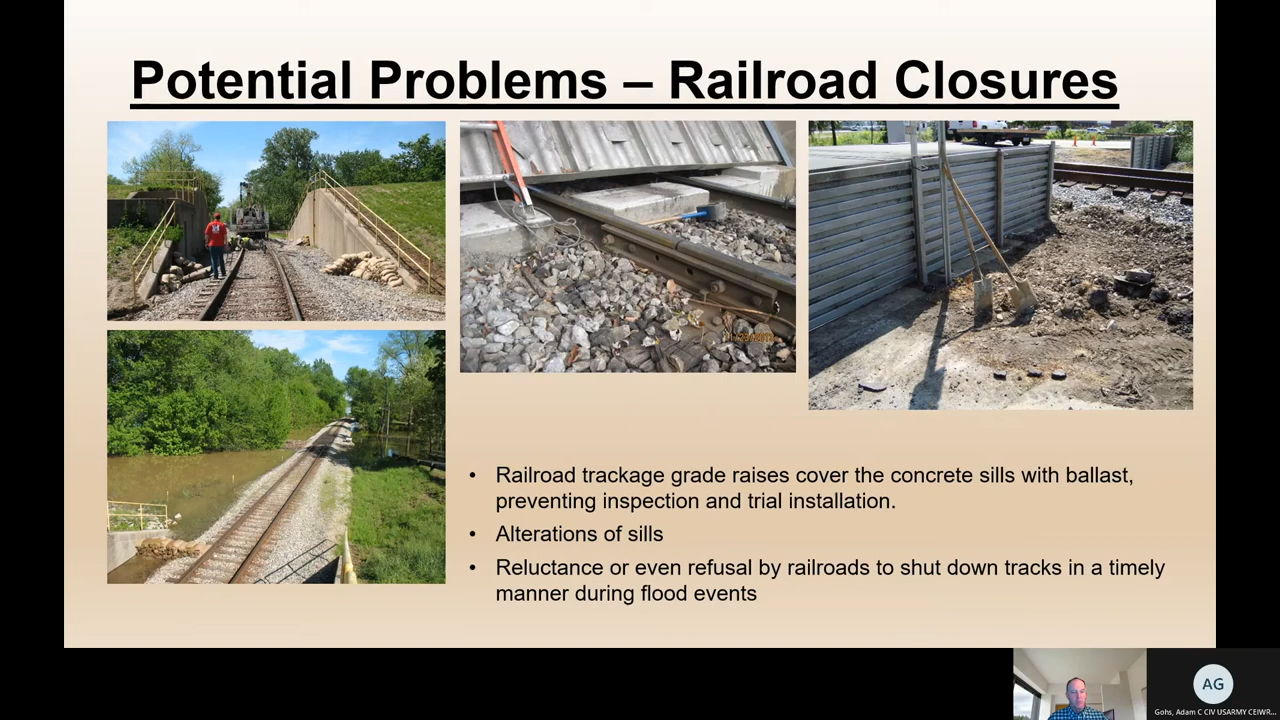 Potential Problems – Railroad Closures
• Railroad trackage grade raises cover the concrete sills with ballast,
preventing inspection and trial installation.
• Alterations of sills
• Reluctance or even refusal by railroads to shut down tracks in a timely
manner during flood events
AG
Gohs, Adam C CIV USARMY CEIWR...